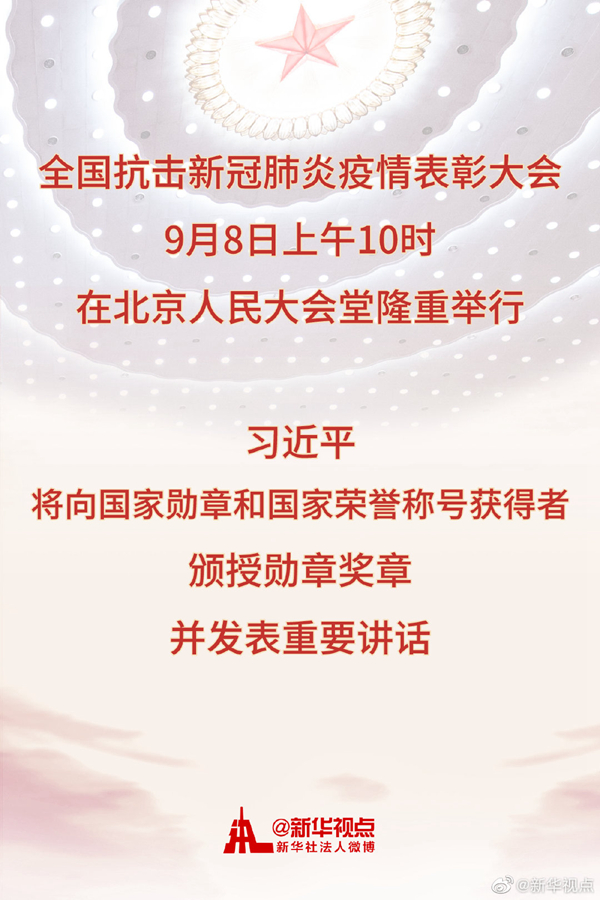 全国抗击新冠肺炎疫情表彰大会
9月8日上午10时
在北京人民大会堂隆重举行
习近平
将向国家勋章和国家荣誉称号获得者
颁授勋章奖章
并发表重要讲话
@新华视点
新华社法人微博
@新华视点